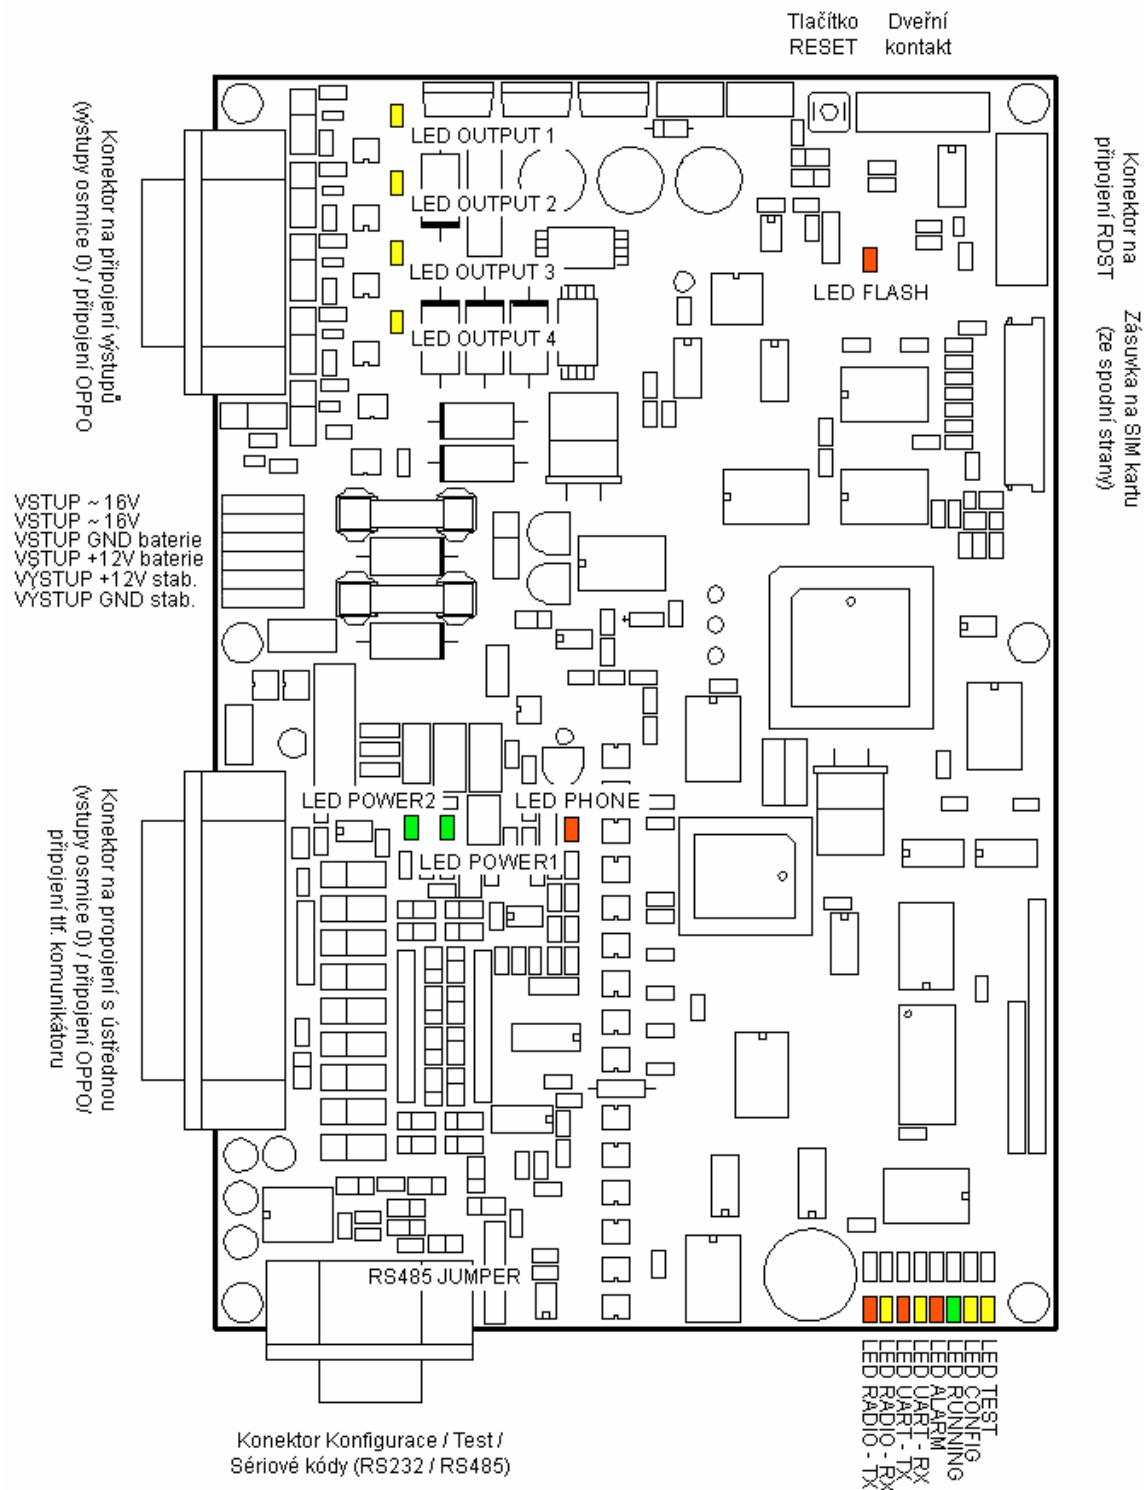 Tlačítko
RESET
Dveřní
kontakt
Konektor na připojení výstupů
(výstupy osmice 0) / připojení OPPO
LED OUTPUT 1
LED OUTPUT 2
LED OUTPUT 3
LED OUTPUT 4
LED FLASH
Konektor na
připojení RDST
Zásuvka na SIM kartu
(ze spodní strany)
VSTUP ~ 16V
VSTUP ~ 16V
VSTUP GND baterie
VSTUP +12V baterie
VÝSTUP +12V stab.
VÝSTUP GND stab.
LED POWER2
LED PHONE
LED POWER1
Konektor na propojení s ústřednou
(vstupy osmice 0) / připojení OPPO/
připojení tlf. komunikátoru
RS485 JUMPER
LED TEST
LED CONFIG
LED RUNNING
LED ALARM
LED UART - RX
LED UART - TX
LED RADIO - RX
LED RADIO - TX
Konektor Konfigurace / Test /
Sériové kódy (RS232 / RS485)